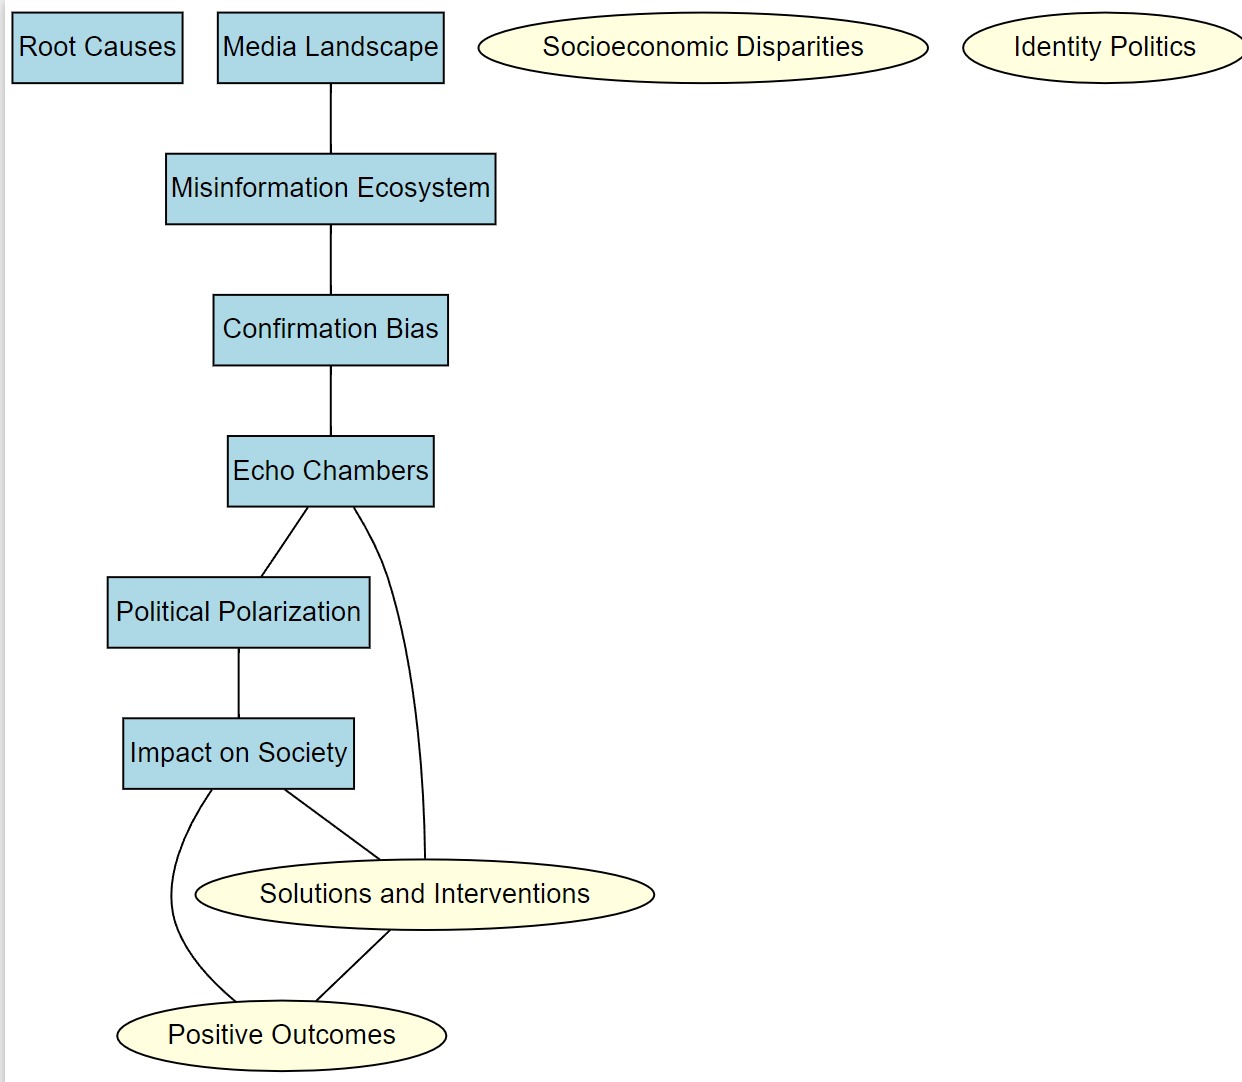 Root Causes
Media Landscape
Socioeconomic Disparities
Identity Politics
Misinformation Ecosystem
Confirmation Bias
Echo Chambers
Political Polarization
Impact on Society
Solutions and Interventions
Positive Outcomes